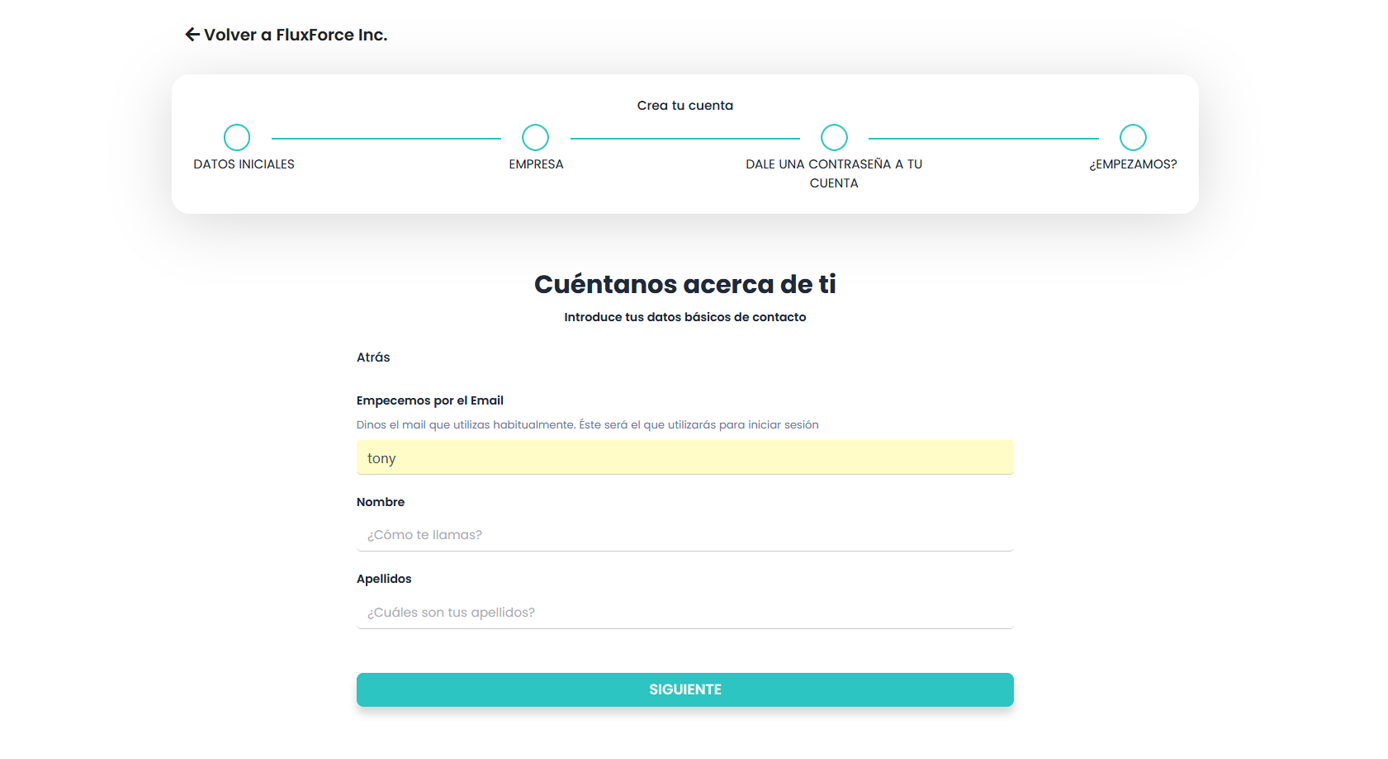 Volver a FluxForce Inc.
Crea tu cuenta
DATOS INICIALES
EMPRESA
DALE UNA CONTRASEÑA A TU
CUENTA
¿EMPEZAMOS?
Cuéntanos acerca de ti
Introduce tus datos básicos de contacto
Atrás
Empecemos por el Email
Dinos el mail que utilizas habitualmente. Éste será el que utilizarás para iniciar sesión
tony
Nombre
¿Cómo te llamas?
Apellidos
¿Cuáles son tus apellidos?
SIGUIENTE